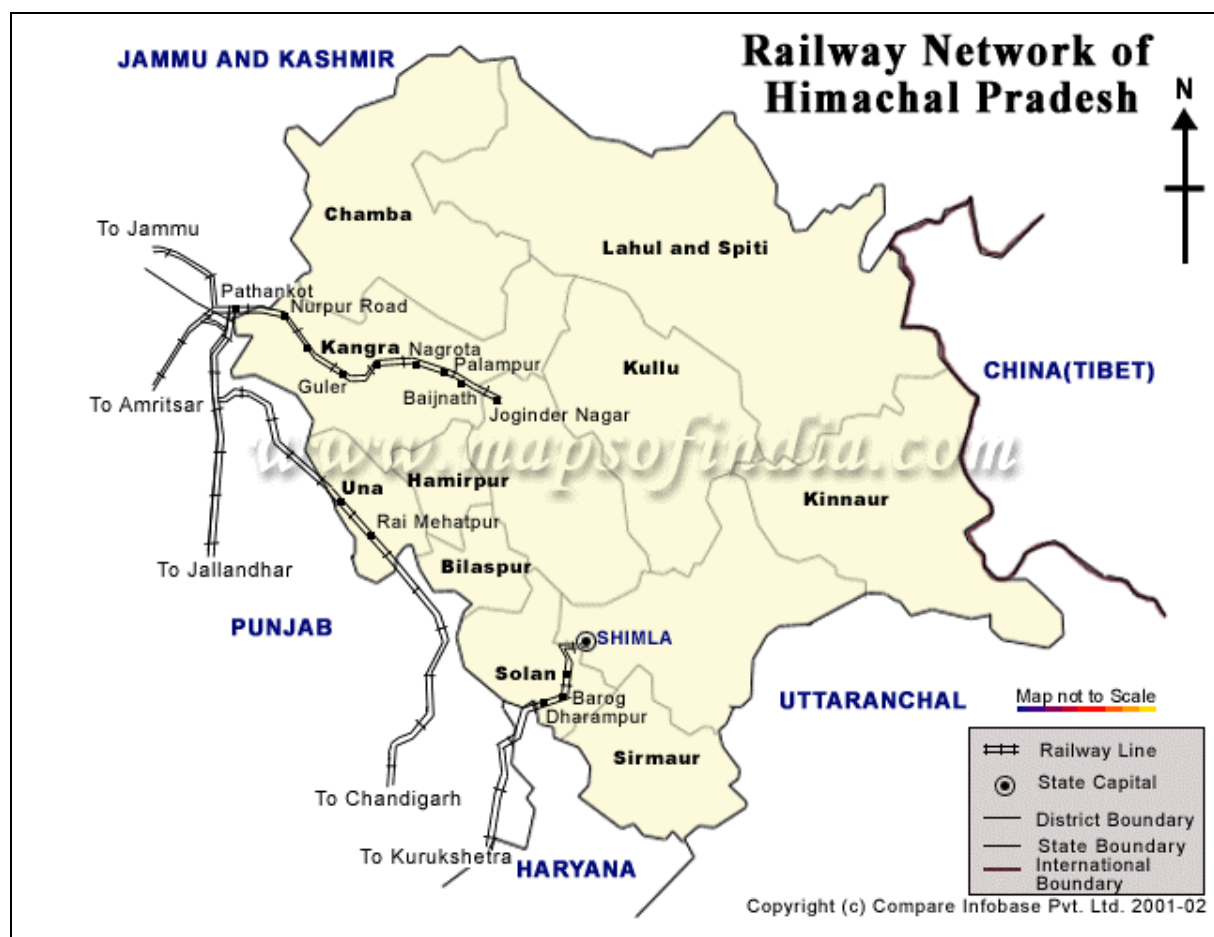 Railway Network of
Himachal Pradesh
JAMMU AND KASHMIR
N
Chamba
To Jammu
Lahul and Spiti
Pathankot
Nurpur Road
Kangra
Nagrota
Palampur
Kullu
CHINA(TIBET)
Guler
Baijnath
To Amritsar
Joginder Nagar
www.mapsofindia.com
Una
Hamirpur
Kinnaur
Rai Mehatpur
To Jallandhar
Bilaspur
PUNJAB
SHIMLA
Solan
Barog
UTTARANCHAL
Map not to Scale
Dharampur
Sirmaur
Railway Line
State Capital
To Chandigarh
District Boundary
State Boundary
To Kurukshetra
HARYANA
International
Boundary
Copyright (c) Compare Infobase Pvt. Ltd. 2001-02